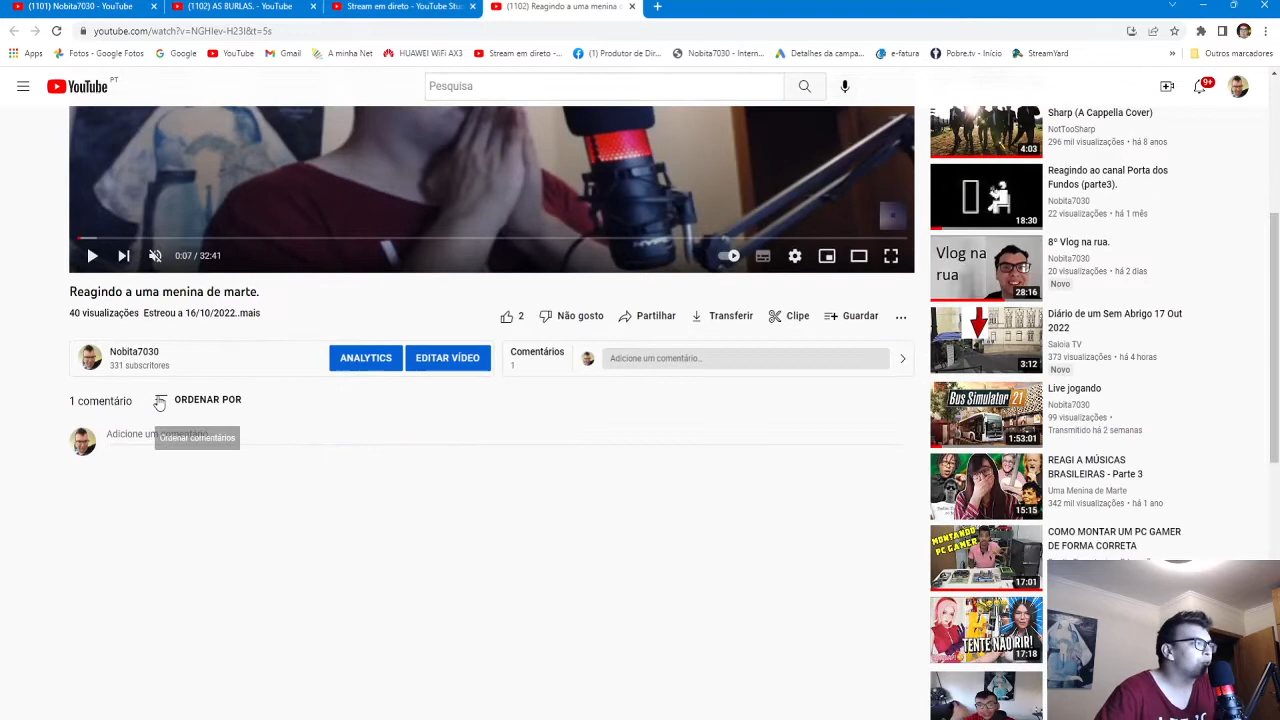 (1101) Nobita7030 - YouTube
(1102) AS BURLAS. - YouTube
Stream em direto - YouTube Stu
(1102) Reagindo a uma menina d
youtube.com/watch?v=NGHIev-H23I&t=5s
Apps
Fotos - Google Fotos
Google
YouTube
Gmail
A minha Net
HUAWEI WiFi AX3
Stream em direto -...
(1) Produtor de Dir...
Nobita7030 - Intern...
Detalhes da campa...
e-fatura
Pobre.tv - Início
StreamYard
»
Outros marcadores
YouTube PT
Pesquisa
9+
0:07 / 32:41
Reagindo a uma menina de marte.
40 visualizações Estreou a 16/10/2022..mais
2
Não gosto
Partilhar
Transferir
Clipe
Guardar
Nobita7030
331 subscritores
ANALYTICS
EDITAR VÍDEO
Comentários
1
Adicione um comentário...
1 comentário
ORDENAR POR
Adicione um comentário...
Ordenar comentários
Sharp (A Cappella Cover)
NotTooSharp
296 mil visualizações • há 8 anos
4:03
Reagindo ao canal Porta dos
Fundos (parte3).
Nobita7030
22 visualizações • há 1 mês
18:30
Vlog na
rua
28:16
8º Vlog na rua.
Nobita7030
20 visualizações • há 2 dias
Novo
Diário de um Sem Abrigo 17 Out
2022
Saloia TV
373 visualizações • há 4 horas
Novo
3:12
BUS SIMULATOR 21
1:53:01
Live jogando
Nobita7030
99 visualizações •
Transmitido há 2 semanas
REAGI A MÚSICAS
BRASILEIRAS - Parte 3
Uma Menina de Marte
342 mil visualizações • há 1 ano
15:15
MONTANDO
PC GAMER
17:01
COMO MONTAR UM PC GAMER
DE FORMA CORRETA
TENTE NÃO RIR!
17:18